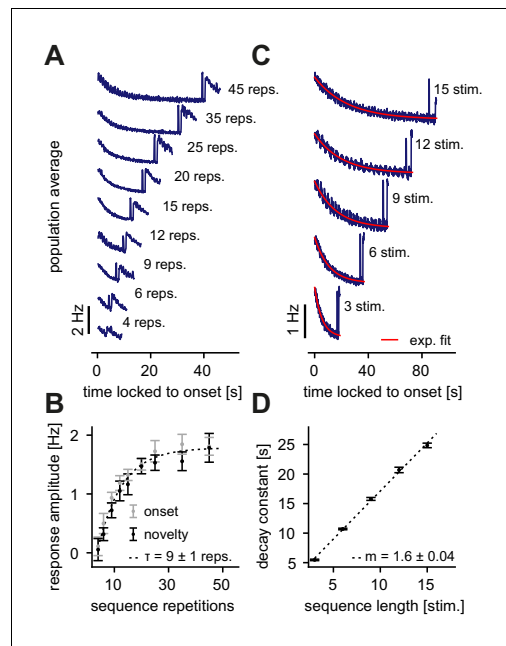 A
C
45 reps.
35 reps.
25 reps.
20 reps.
15 reps.
12 reps.
9 reps.
6 reps.
4 reps.
population average
2 Hz
0 20 40
time locked to onset [s]
15 stim.
12 stim.
9 stim.
6 stim.
3 stim.
1 Hz
exp. fit
0 40 80
time locked to onset [s]
B
response amplitude [Hz]
2
1
0
onset
novelty
τ = 9 ± 1 reps.
10 30 50
sequence repetitions
D
decay constant [s]
25
20
15
10
5
m = 1.6 ± 0.04
5 10 15
sequence length [stim.]